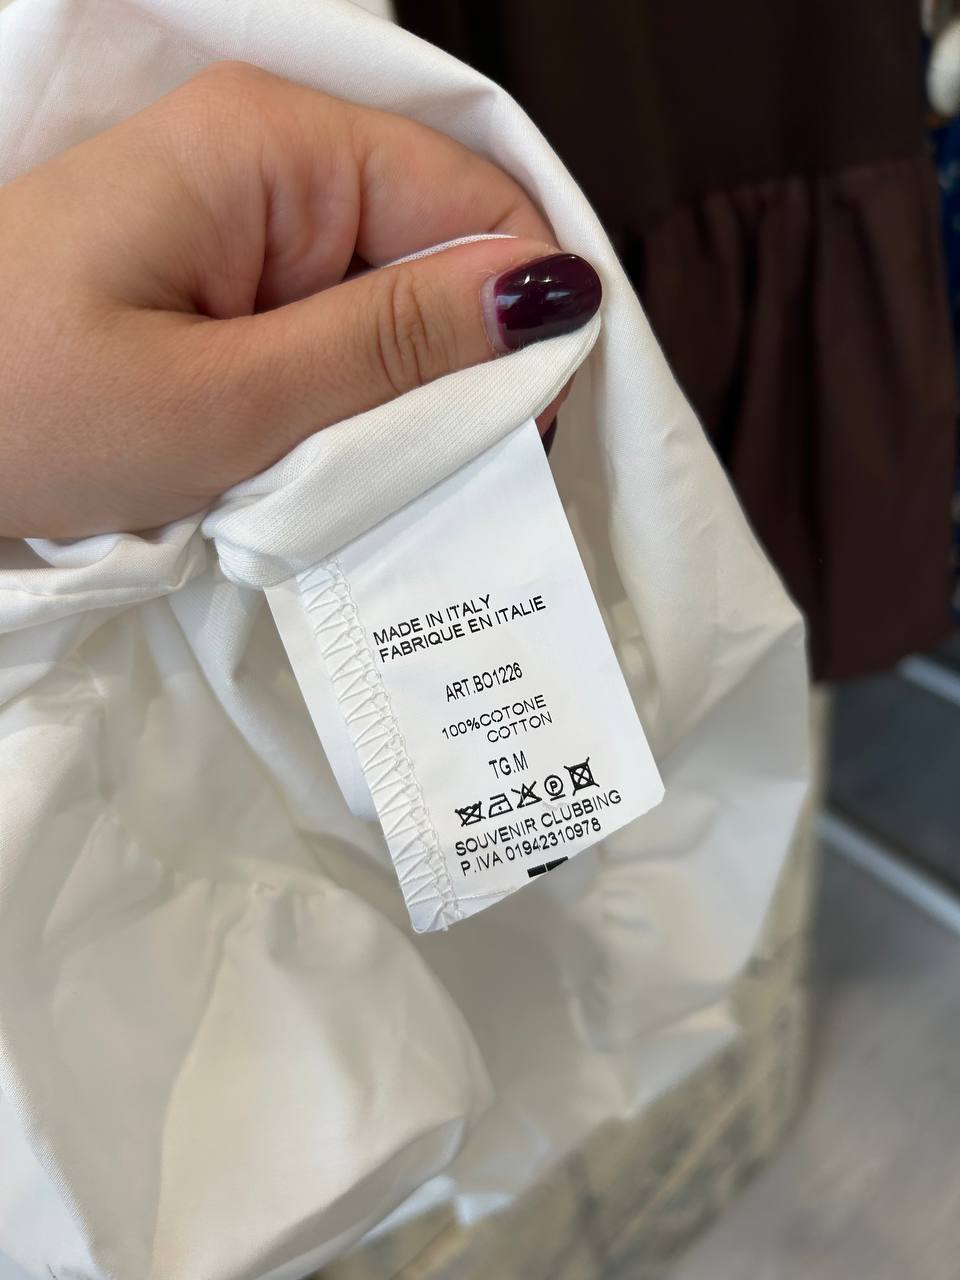 MADE IN ITALY
FABRIQUE EN ITALIE
ART.BO1226
100%COTONE
COTTON
TG.M
P
SOUVENIR CLUBBING
P.IVA 01942310978